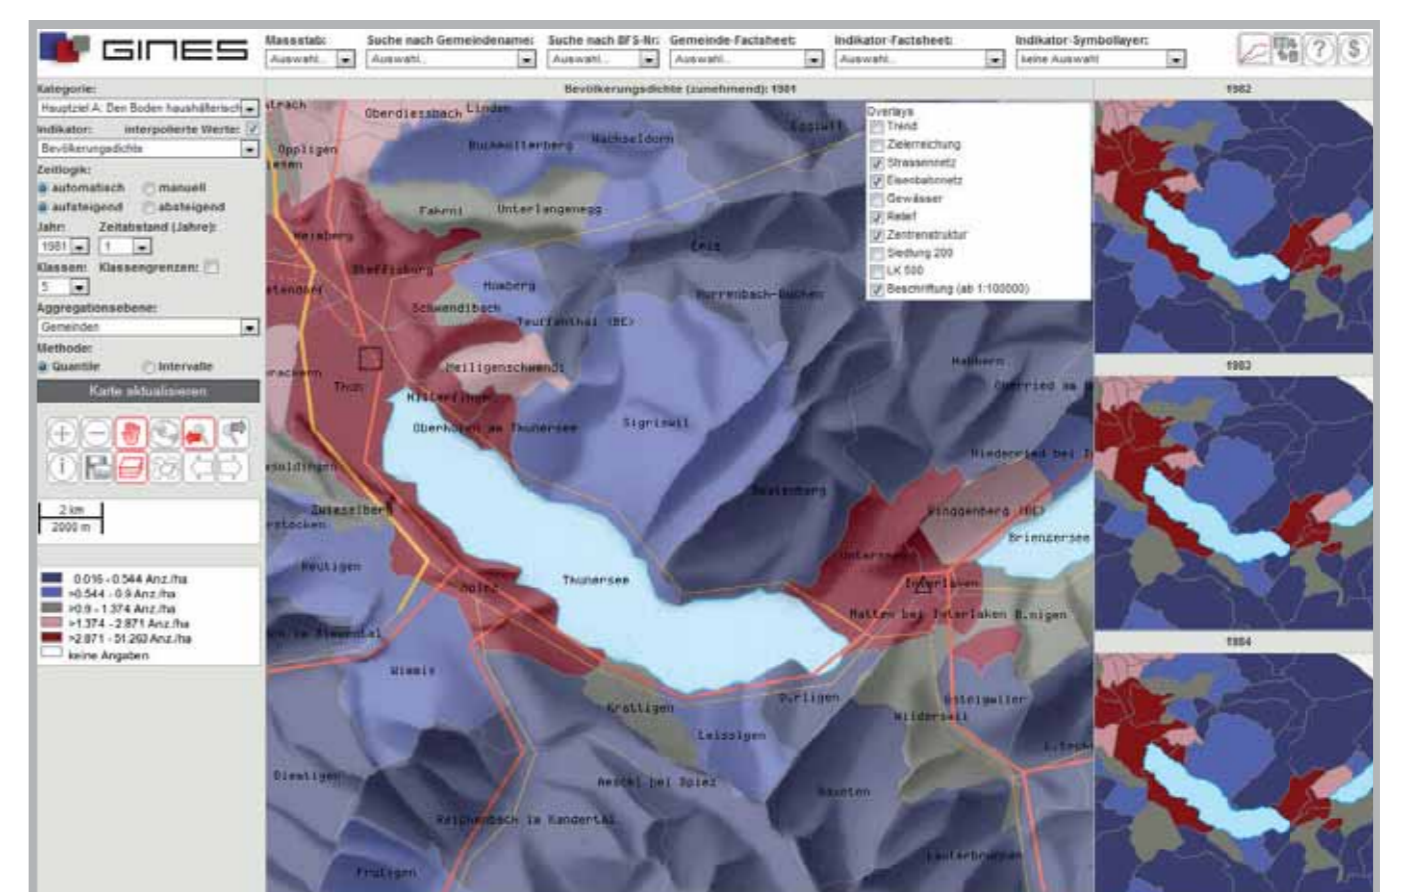 GINES
Massstab: Suche nach Gemeindename: Suche nach BFS-Nr: Gemeinde-Factsheet: Indikator-Factsheet: Indikator-Symbollayer:
Auswahl.. Auswahl.. Auswahl.. Auswahl.. Auswahl.. keine Auswahl
Kategorie:
Hauptziel A: Den Boden haushälterisch
Indikator: interpolierte Werte:
Bevölkerungsdichte
Zeitlogik:
automatisch manuell
aufsteigend absteigend
Jahr: Zeitabstand (Jahre):
1981 1
Klassen: Klassengrenzen:
5
Aggregationsebene:
Gemeinden
Methode:
Quantile Intervalle
Karte aktualisieren
2 km
2000 m
0.016 - 0.544 Anz./ha
>0.544 - 0.9 Anz./ha
>0.9 - 1.374 Anz./ha
>1.374 - 2.871 Anz./ha
>2.871 - 51.263 Anz./ha
keine Angaben
Bevölkerungsdichte (zunehmend): 1981
Oberdiessbach
Linden
Oppligen
Wachseldorn
Fahrni
Unterlangenegg
Heimberg
Eriz
Steffisburg
Homberg
Schwendibach
Horrenbach-Buchen
Teuffenthal (BE)
Heiligenschwendi
Habkern
Thun
Hilterfingen
Oberhofen am Thunersee
Sigriswil
Beatenberg
Zwieselberg
Ringgenberg (BE)
Brienzersee
Reutigen
Unterseen
Thunersee
Interlaken
Spiez
Matten bei Interlaken
Wimmis
Därligen
Krattigen
Gsteigwiler
Wilderswil
Leissigen
Diemtigen
Aeschi bei Spiez
Saxeten
Reichenbach im Kandertal
Lauterbrunnen
Frutigen
Overlays
Trend
Zielerreichung
Strassennetz
Eisenbahnnetz
Gewässer
Relief
Zentrenstruktur
Siedlung 200
LK 500
Beschriftung (ab 1:100000)
1982
1983
1984